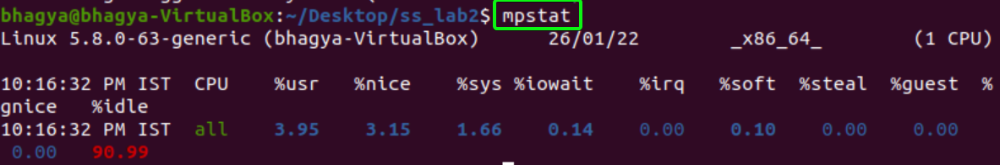 bhagya@bhagya-VirtualBox:~/Desktop/ss_lab2$ mpstat
Linux 5.8.0-63-generic (bhagya-VirtualBox) 26/01/22 _x86_64_ (1 CPU)
10:16:32 PM IST CPU %usr %nice %sys %iowait %irq %soft %steal %guest %
gnice %idle
10:16:32 PM IST all 3.95 3.15 1.66 0.14 0.00 0.10 0.00 0.00
0.00 90.99